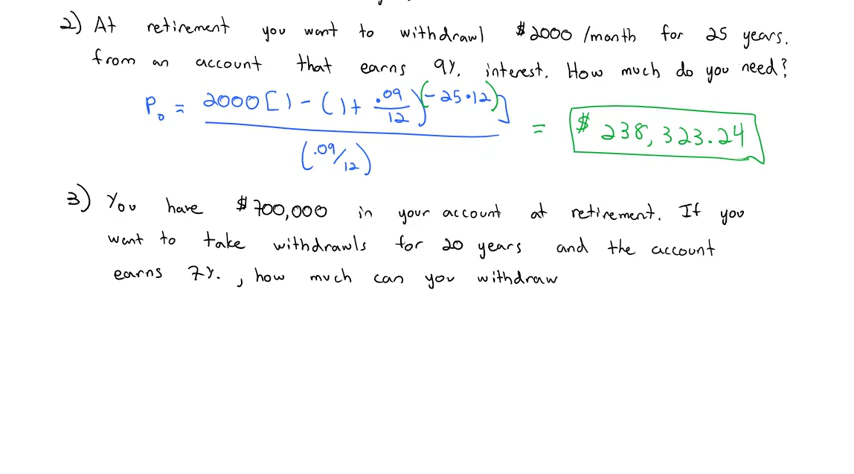 2) At retirement you want to withdrawl $2000/month for 25 years.
from an account that earns 9% interest. How much do you need?
P₀ = 2000[1 - (1 + .09/12)^(-25·12)] / (.09/12) = $238,323.24
3) You have $700,000 in your account at retirement. If you
want to take withdrawls for 20 years and the account
earns 7%, how much can you withdraw